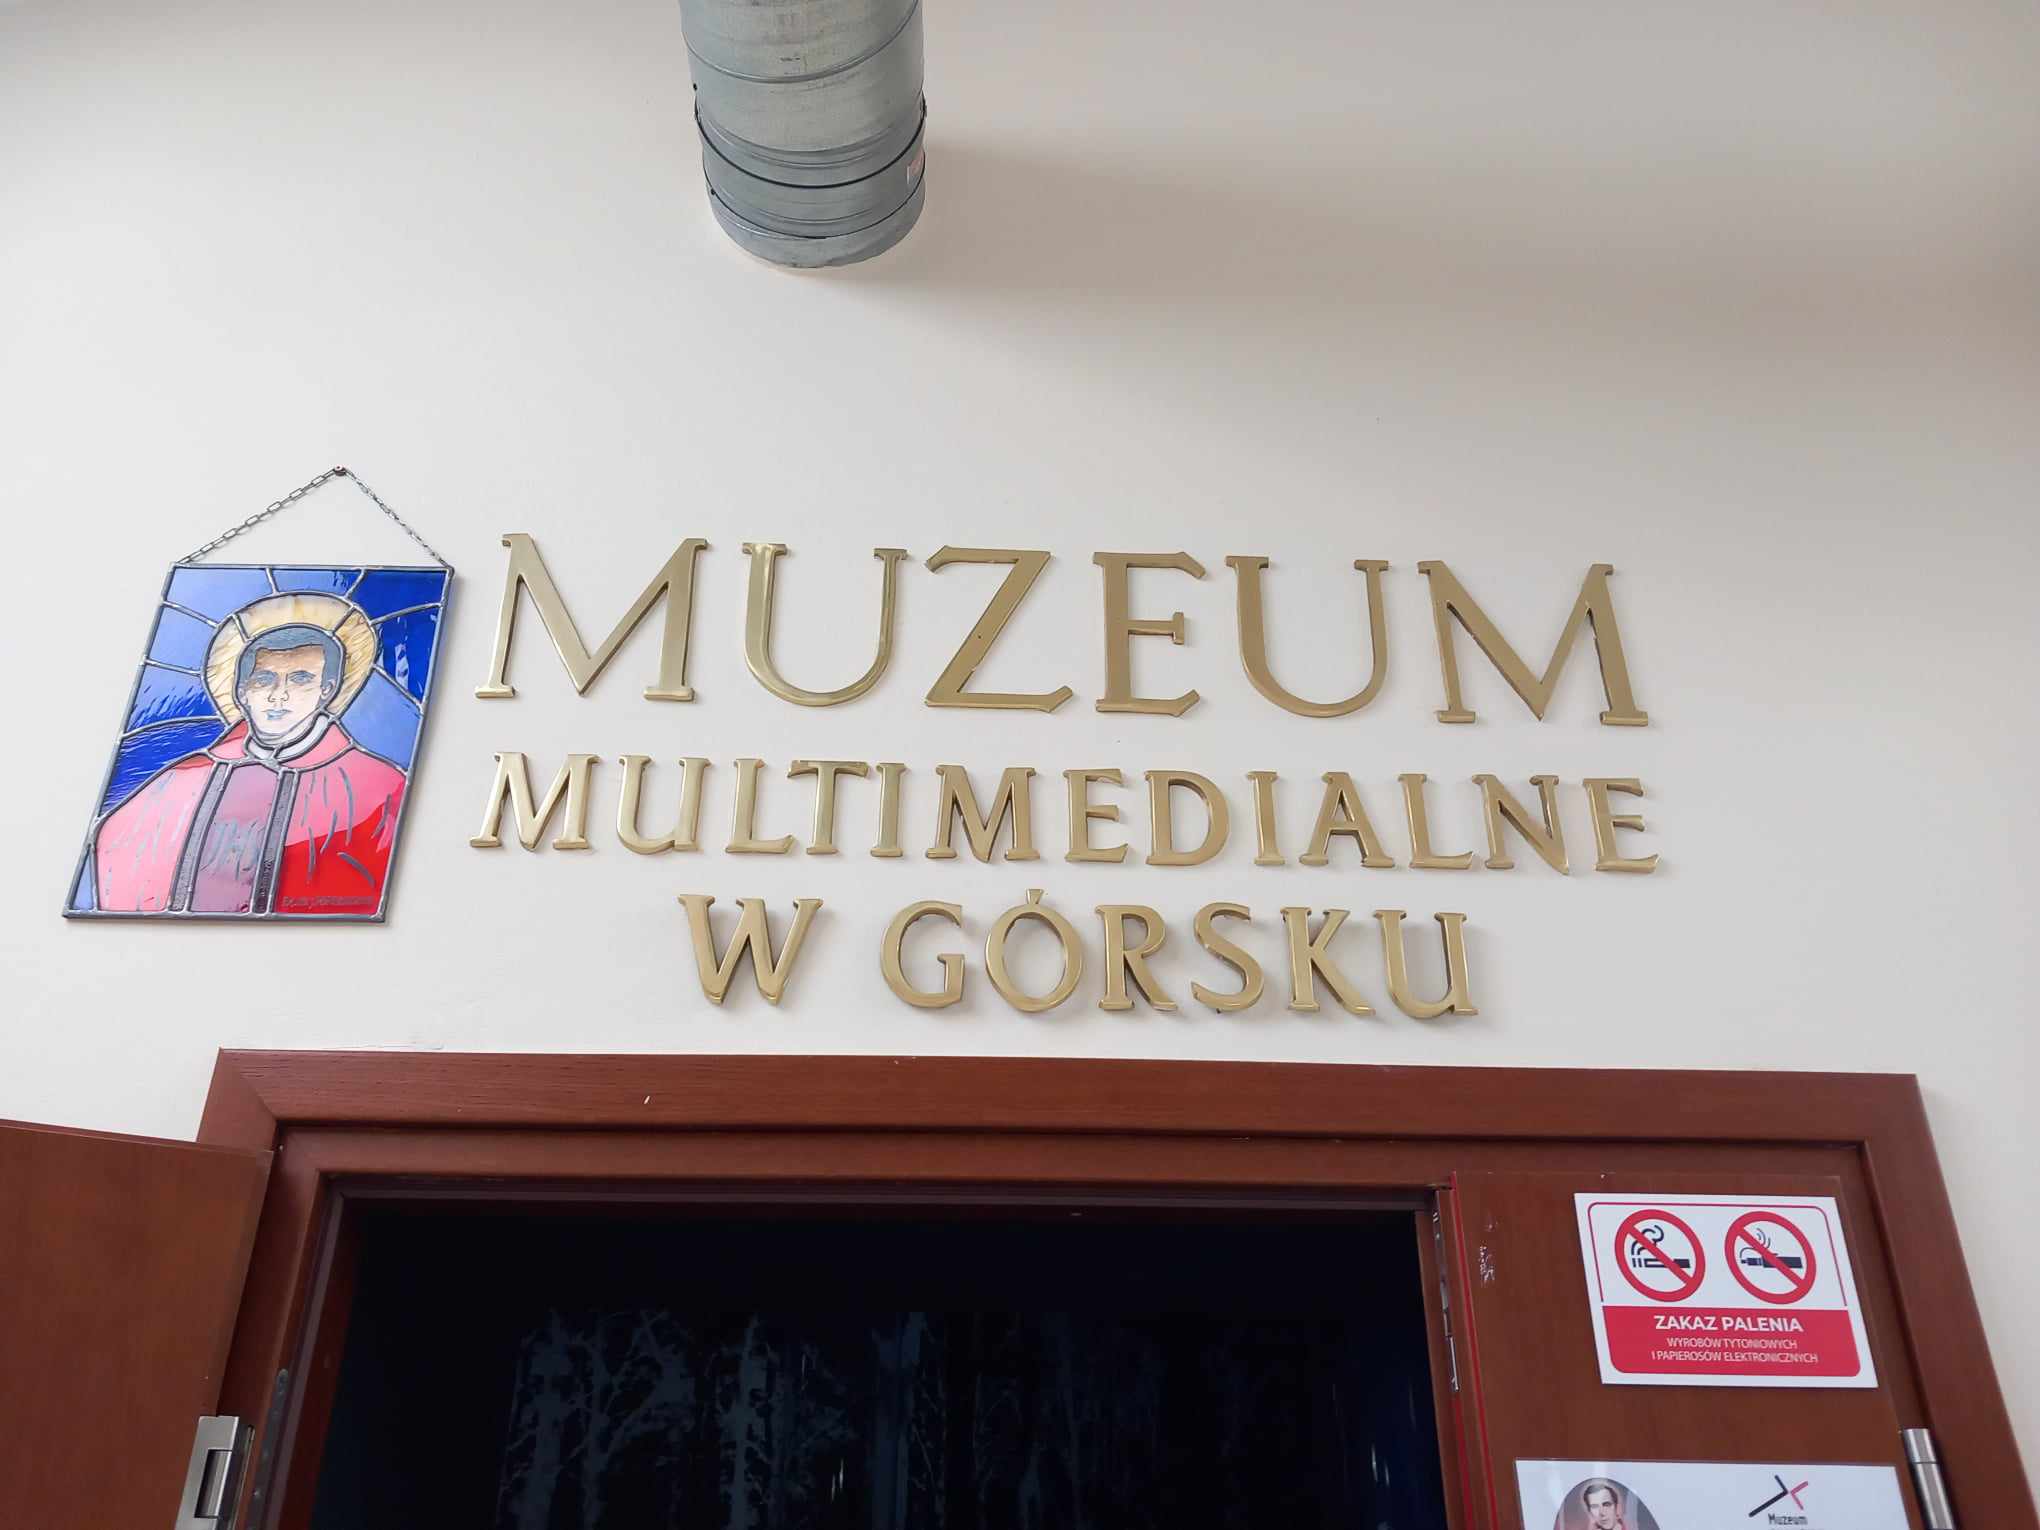 MUZEUM
MULTIMEDIALNE
W GÓRSKU
ZAKAZ PALENIA
WYROBÓW TYTONIOWYCH
I PAPIEROSÓW ELEKTRONICZNYCH
Muzeum